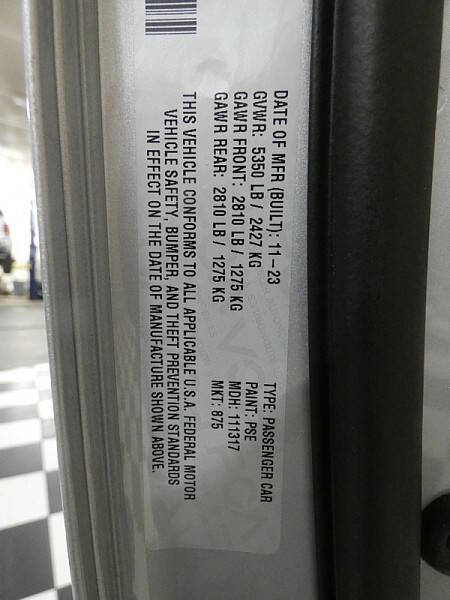 DATE OF MFR (BUILT): 11-23
GVWR: 5350 LB / 2427 KG
GAWR FRONT: 2810 LB / 1275 KG
GAWR REAR: 2810 LB / 1275 KG
TYPE: PASSENGER CAR
PAINT: PSE
MDH: 111317
MKT: 875
THIS VEHICLE CONFORMS TO ALL APPLICABLE U.S.A. FEDERAL MOTOR
VEHICLE SAFETY, BUMPER, AND THEFT PREVENTION STANDARDS
IN EFFECT ON THE DATE OF MANUFACTURE SHOWN ABOVE.